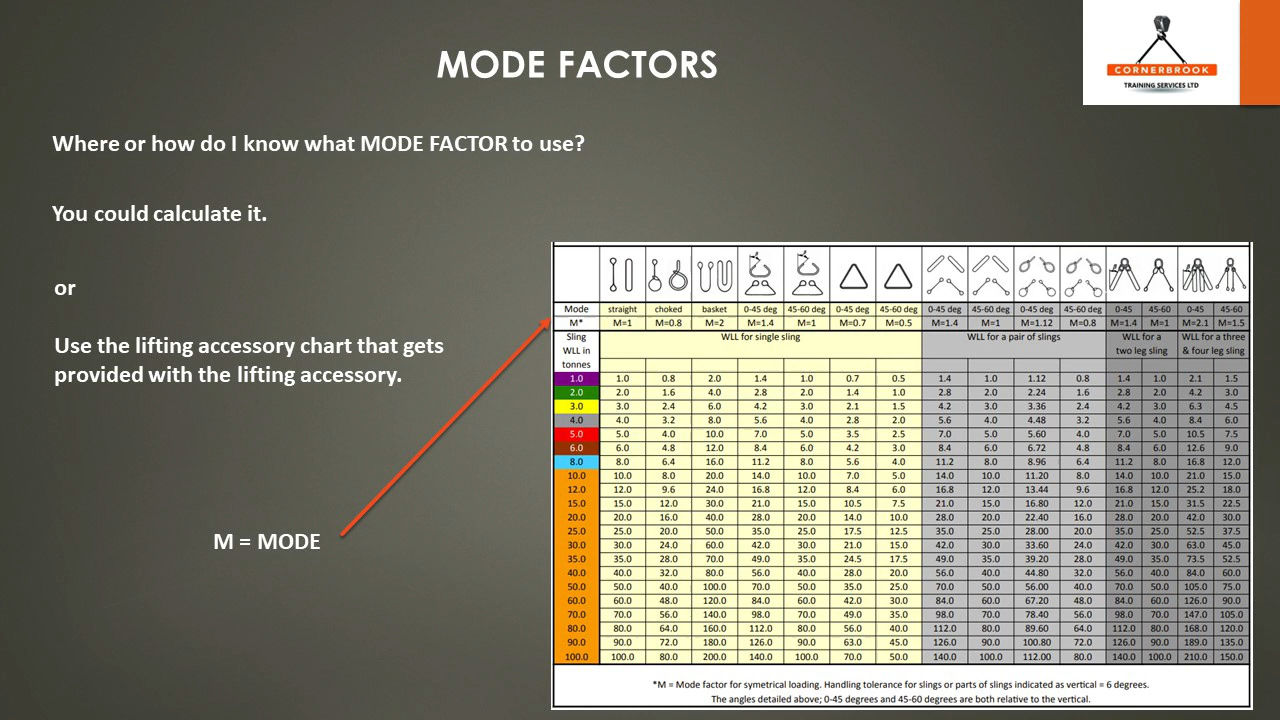 MODE FACTORS
CORNERBROOK
TRAINING SERVICES LTD
Where or how do I know what MODE FACTOR to use?
You could calculate it.
or
Use the lifting accessory chart that gets
provided with the lifting accessory.
M = MODE
Mode straight choked basket 0-45 deg 45-60 deg 0-45 deg 45-60 deg 0-45 deg 45-60 deg 0-45 deg 45-60 deg 0-45 45-60 0-45 45-60
M* M=1 M=0.8 M=2 M=1.4 M=1 M=0.7 M=0.5 M=1.4 M=1 M=1.12 M=0.8 M=1.4 M=1 M=2.1 M=1.5
Sling WLL for single sling WLL for a pair of slings WLL for a WLL for a three
WLL in two leg sling & four leg sling
tonnes
1.0 1.0 0.8 2.0 1.4 1.0 0.7 0.5 1.4 1.0 1.12 0.8 1.4 1.0 2.1 1.5
2.0 2.0 1.6 4.0 2.8 2.0 1.4 1.0 2.8 2.0 2.24 1.6 2.8 2.0 4.2 3.0
3.0 3.0 2.4 6.0 4.2 3.0 2.1 1.5 4.2 3.0 3.36 2.4 4.2 3.0 6.3 4.5
4.0 4.0 3.2 8.0 5.6 4.0 2.8 2.0 5.6 4.0 4.48 3.2 5.6 4.0 8.4 6.0
5.0 5.0 4.0 10.0 7.0 5.0 3.5 2.5 7.0 5.0 5.60 4.0 7.0 5.0 10.5 7.5
6.0 6.0 4.8 12.0 8.4 6.0 4.2 3.0 8.4 6.0 6.72 4.8 8.4 6.0 12.6 9.0
8.0 8.0 6.4 16.0 11.2 8.0 5.6 4.0 11.2 8.0 8.96 6.4 11.2 8.0 16.8 12.0
10.0 10.0 8.0 20.0 14.0 10.0 7.0 5.0 14.0 10.0 11.20 8.0 14.0 10.0 21.0 15.0
12.0 12.0 9.6 24.0 16.8 12.0 8.4 6.0 16.8 12.0 13.44 9.6 16.8 12.0 25.2 18.0
15.0 15.0 12.0 30.0 21.0 15.0 10.5 7.5 21.0 15.0 16.80 12.0 21.0 15.0 31.5 22.5
20.0 20.0 16.0 40.0 28.0 20.0 14.0 10.0 28.0 20.0 22.40 16.0 28.0 20.0 42.0 30.0
25.0 25.0 20.0 50.0 35.0 25.0 17.5 12.5 35.0 25.0 28.00 20.0 35.0 25.0 52.5 37.5
30.0 30.0 24.0 60.0 42.0 30.0 21.0 15.0 42.0 30.0 33.60 24.0 42.0 30.0 63.0 45.0
35.0 35.0 28.0 70.0 49.0 35.0 24.5 17.5 49.0 35.0 39.20 28.0 49.0 35.0 73.5 52.5
40.0 40.0 32.0 80.0 56.0 40.0 28.0 20.0 56.0 40.0 44.80 32.0 56.0 40.0 84.0 60.0
50.0 50.0 40.0 100.0 70.0 50.0 35.0 25.0 70.0 50.0 56.00 40.0 70.0 50.0 105.0 75.0
60.0 60.0 48.0 120.0 84.0 60.0 42.0 30.0 84.0 60.0 67.20 48.0 84.0 60.0 126.0 90.0
70.0 70.0 56.0 140.0 98.0 70.0 49.0 35.0 98.0 70.0 78.40 56.0 98.0 70.0 147.0 105.0
80.0 80.0 64.0 160.0 112.0 80.0 56.0 40.0 112.0 80.0 89.60 64.0 112.0 80.0 168.0 120.0
90.0 90.0 72.0 180.0 126.0 90.0 63.0 45.0 126.0 90.0 100.80 72.0 126.0 90.0 189.0 135.0
100.0 100.0 80.0 200.0 140.0 100.0 70.0 50.0 140.0 100.0 112.00 80.0 140.0 100.0 210.0 150.0
*M = Mode factor for symetrical loading. Handling tolerance for slings or parts of slings indicated as vertical = 6 degrees.
The angles detailed above; 0-45 degrees and 45-60 degrees are both relative to the vertical.